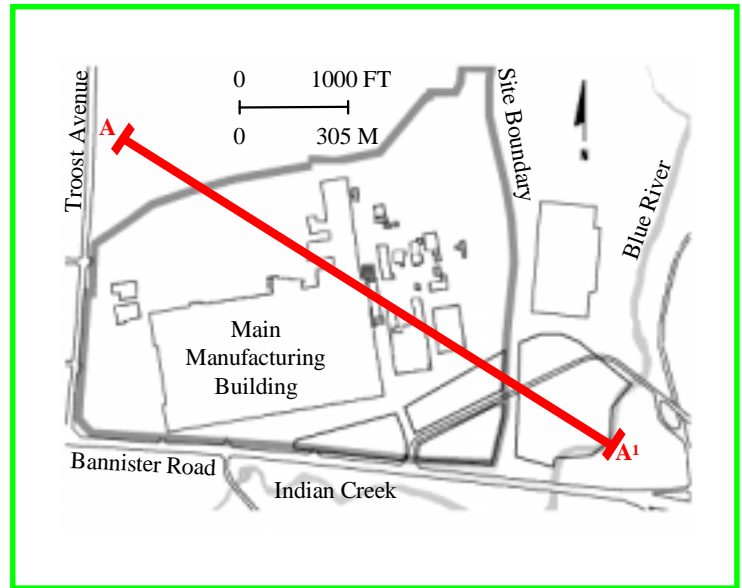 Troost Avenue
0 1000 FT
0 305 M
A
Site Boundary
Blue River
Main
Manufacturing
Building
A¹
Bannister Road
Indian Creek